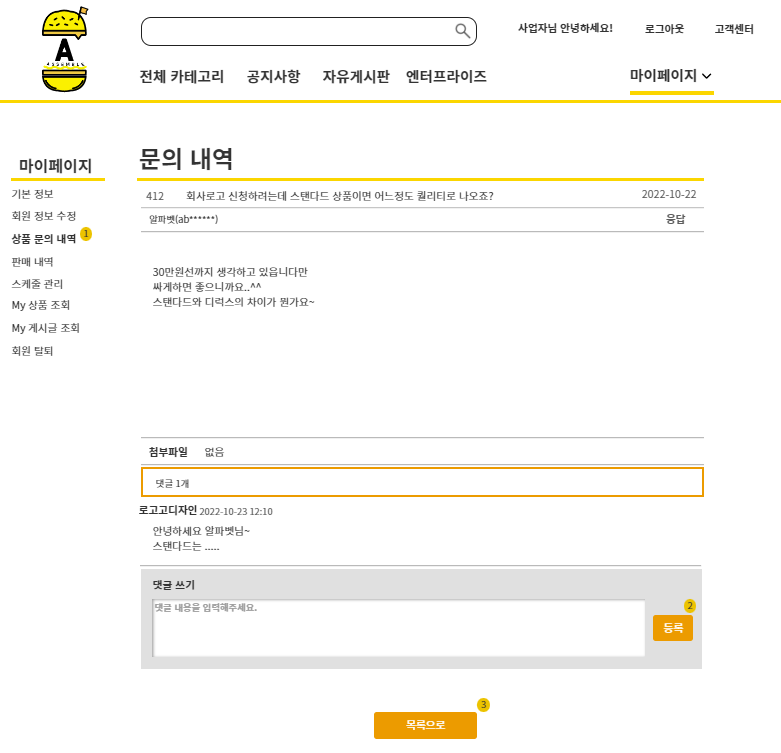 사업자님 안녕하세요!
로그아웃
고객센터
A
ASSEMBLE
전체 카테고리
공지사항
자유게시판
엔터프라이즈
마이페이지
마이페이지
기본 정보
회원 정보 수정
상품 문의 내역 1
판매 내역
스케줄 관리
My 상품 조회
My 게시글 조회
회원 탈퇴
문의 내역
412 회사로고 신청하려는데 스탠다드 상품이면 어느정도 퀄리티로 나오죠? 2022-10-22
알파뱃(ab******) 응답
30만원선까지 생각하고 있읍니다만
싸게하면 좋으니까요..^^
스탠다드와 디럭스의 차이가 뭔가요~
첨부파일 없음
댓글 1개
로고고디자인 2022-10-23 12:10
안녕하세요 알파벳님~
스탠다드는 .....
댓글 쓰기
댓글 내용을 입력해주세요.
2
등록
3
목록으로